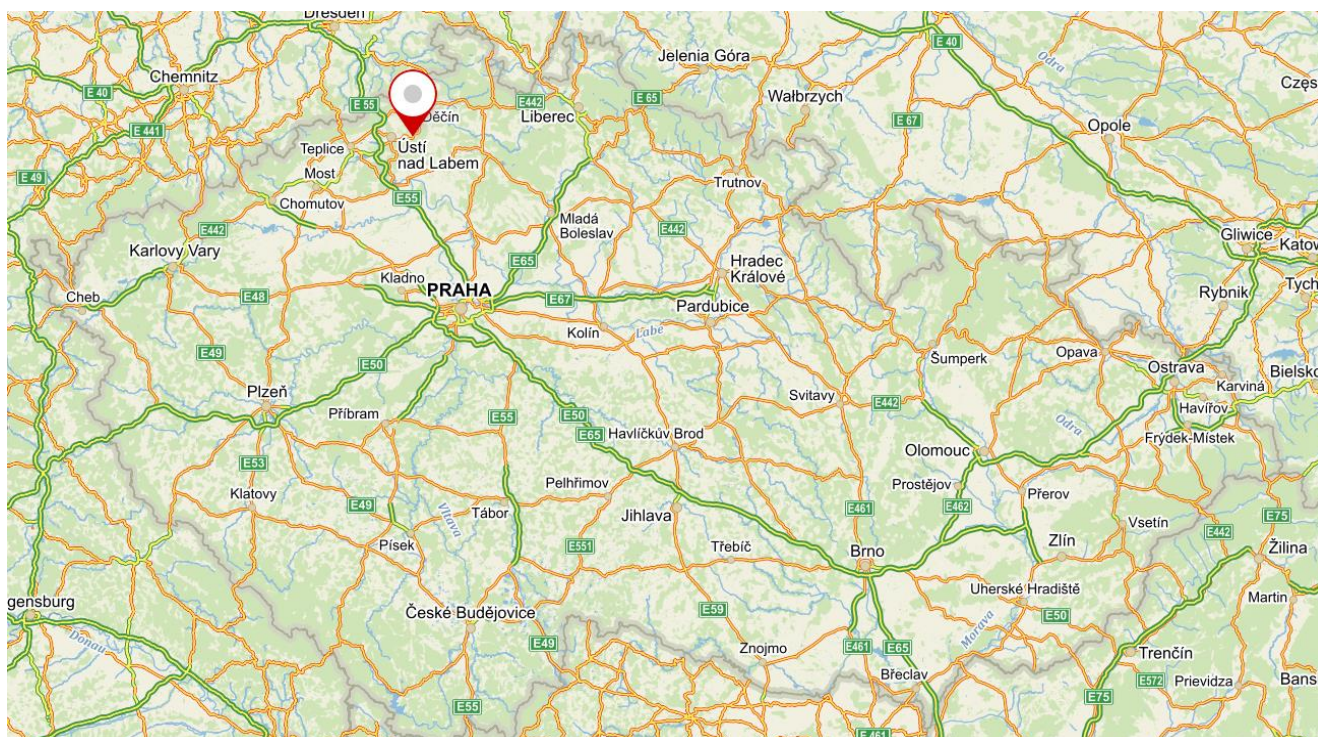 Dresden
E 40
Odra
Jelenia Góra
Chemnitz
Częs
E 40
E 55
E442
E 65
Wałbrzych
Děčín
Liberec
E 67
Opole
E 441
Teplice
Ústí
nad Labem
E 49
Most
Trutnov
Chomutov
E55
Mladá
Boleslav
E442
E442
Gliwice
Katow
Karlovy Vary
E65
Hradec
Králové
Kladno
PRAHA
Tych
Cheb
E48
E67
Pardubice
Rybnik
Kolín
Labe
E49
Šumperk
Opava
E50
Ostrava
Bielsko
Karviná
Plzeň
Svitavy
E442
Havířov
Příbram
E55
E50
E65
Havlíčkův Brod
Odra
Frýdek-Místek
Olomouc
E53
Pelhřimov
Prostějov
Přerov
Klatovy
E49
Vltava
Tábor
Jihlava
E461
E462
E75
Vsetín
E442
Písek
E551
Třebíč
Brno
Zlín
Žilina
Uherské Hradiště
gensburg
České Budějovice
E59
Morava
E50
Martin
Donau
E49
Znojmo
E461
E65
Trenčín
Břeclav
E572
Prievidza
Bans
E55
E75
E 461
E 40